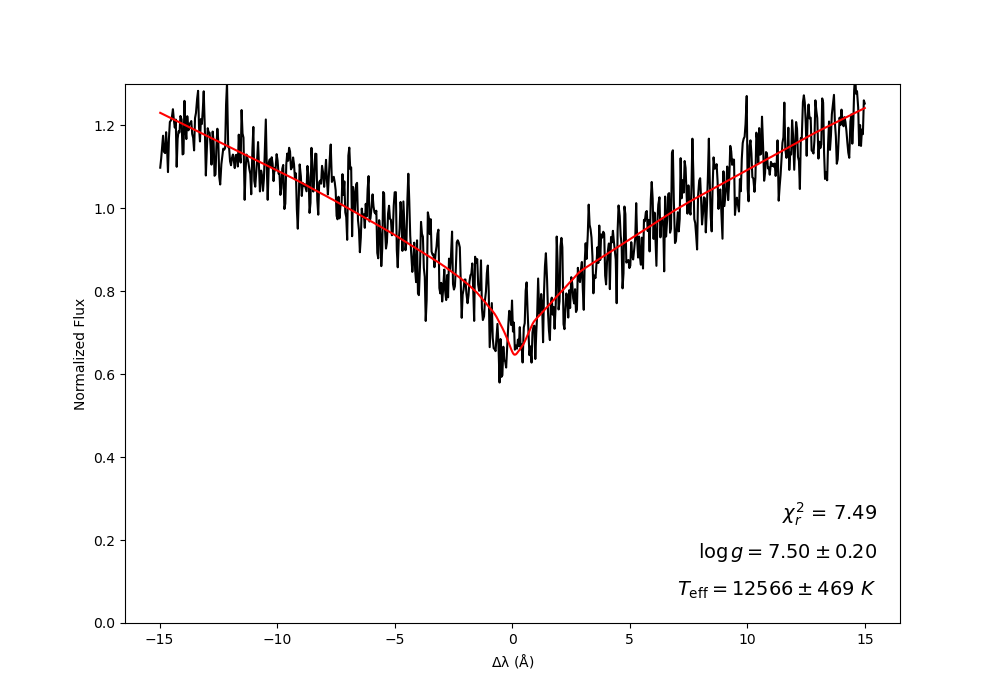 1.2
1.0
0.8
0.6
0.4
0.2
0.0
Normalized Flux
χ²ᵣ = 7.49
log g = 7.50 ± 0.20
T_eff = 12566 ± 469 K
−15 −10 −5 0 5 10 15
Δλ (Å)